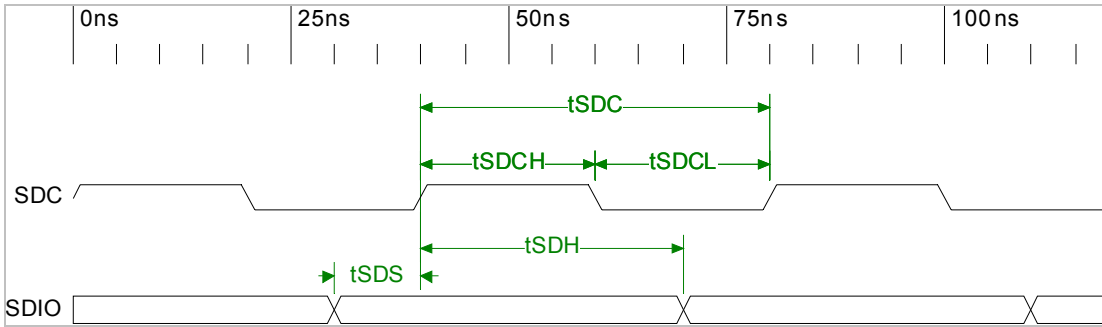 0ns 25ns 50ns 75ns 100ns
tSDC
tSDCH tSDCL
SDC
tSDH
tSDS
SDIO